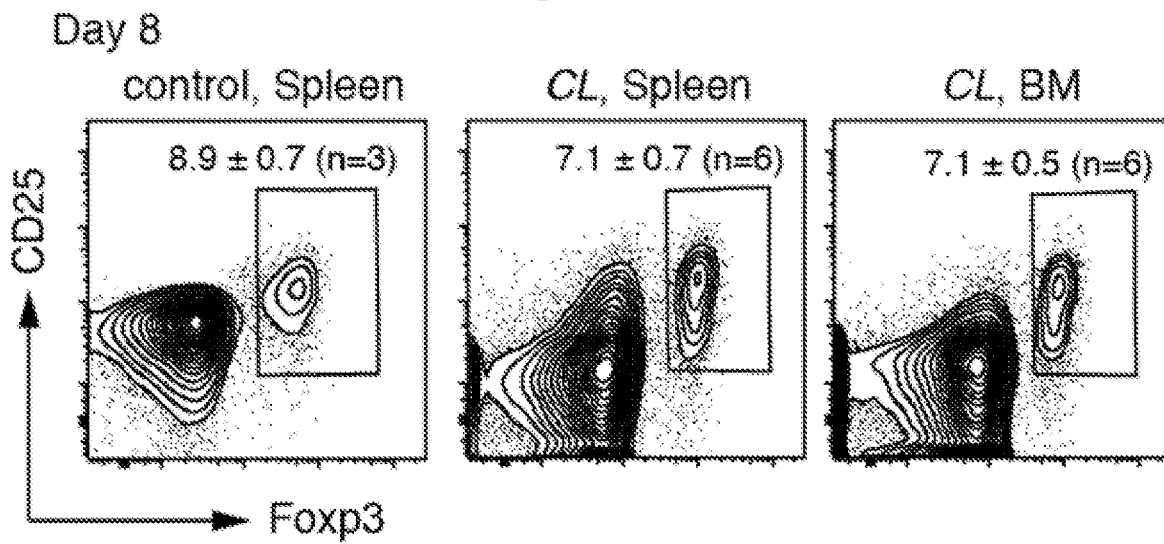 Day 8
control, Spleen
CL, Spleen
CL, BM
8.9 ± 0.7 (n=3)
7.1 ± 0.7 (n=6)
7.1 ± 0.5 (n=6)
CD25
Foxp3